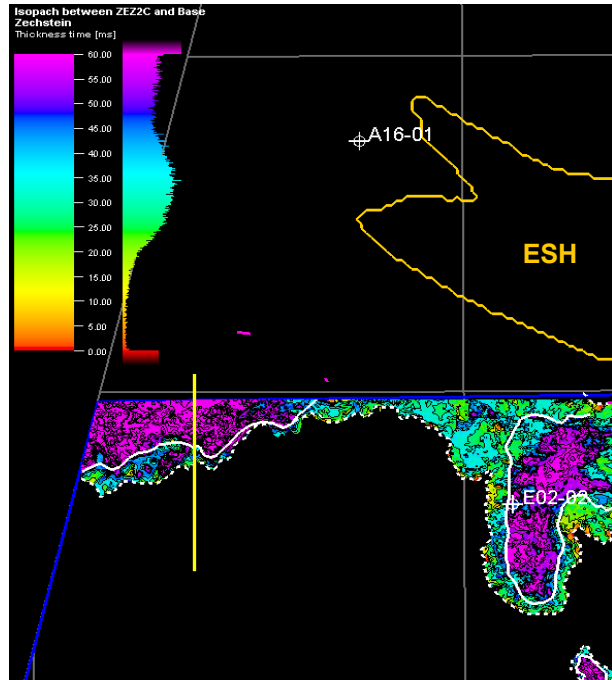 Isopach between ZEZ2C and Base
Zechstein
Thickness time [ms]
60.00
55.00
50.00
45.00
40.00
35.00
30.00
25.00
20.00
15.00
10.00
5.00
0.00
A16-01
ESH
E02-02